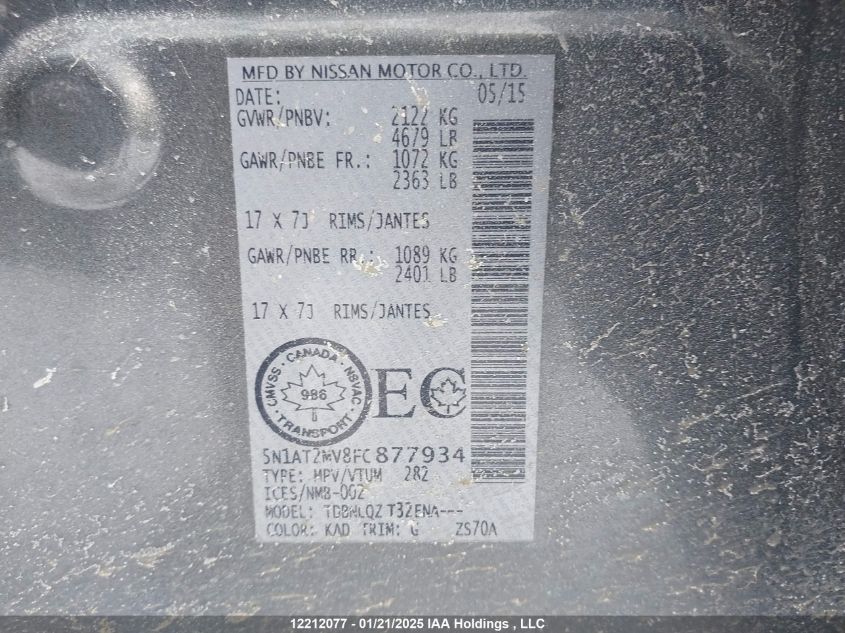 MFD BY NISSAN MOTOR CO., LTD.
DATE: 05/15
GVWR/PNBV: 2122 KG
4679 LB
GAWR/PNBE FR.: 1072 KG
2363 LB
17 X 7J RIMS/JANTES
GAWR/PNBE RR.: 1089 KG
2401 LB
17 X 7J RIMS/JANTES
CMVSS · CANADA · NSVAC
986
· TRANSPORT ·
EC
5N1AT2MV8FC877934
TYPE: MPV/VTUM 282
ICES/NMB-002
MODEL: TDBNLQZ T32ENA---
COLOR: KAD TRIM: G ZS70A
12212077 - 01/21/2025 IAA Holdings , LLC